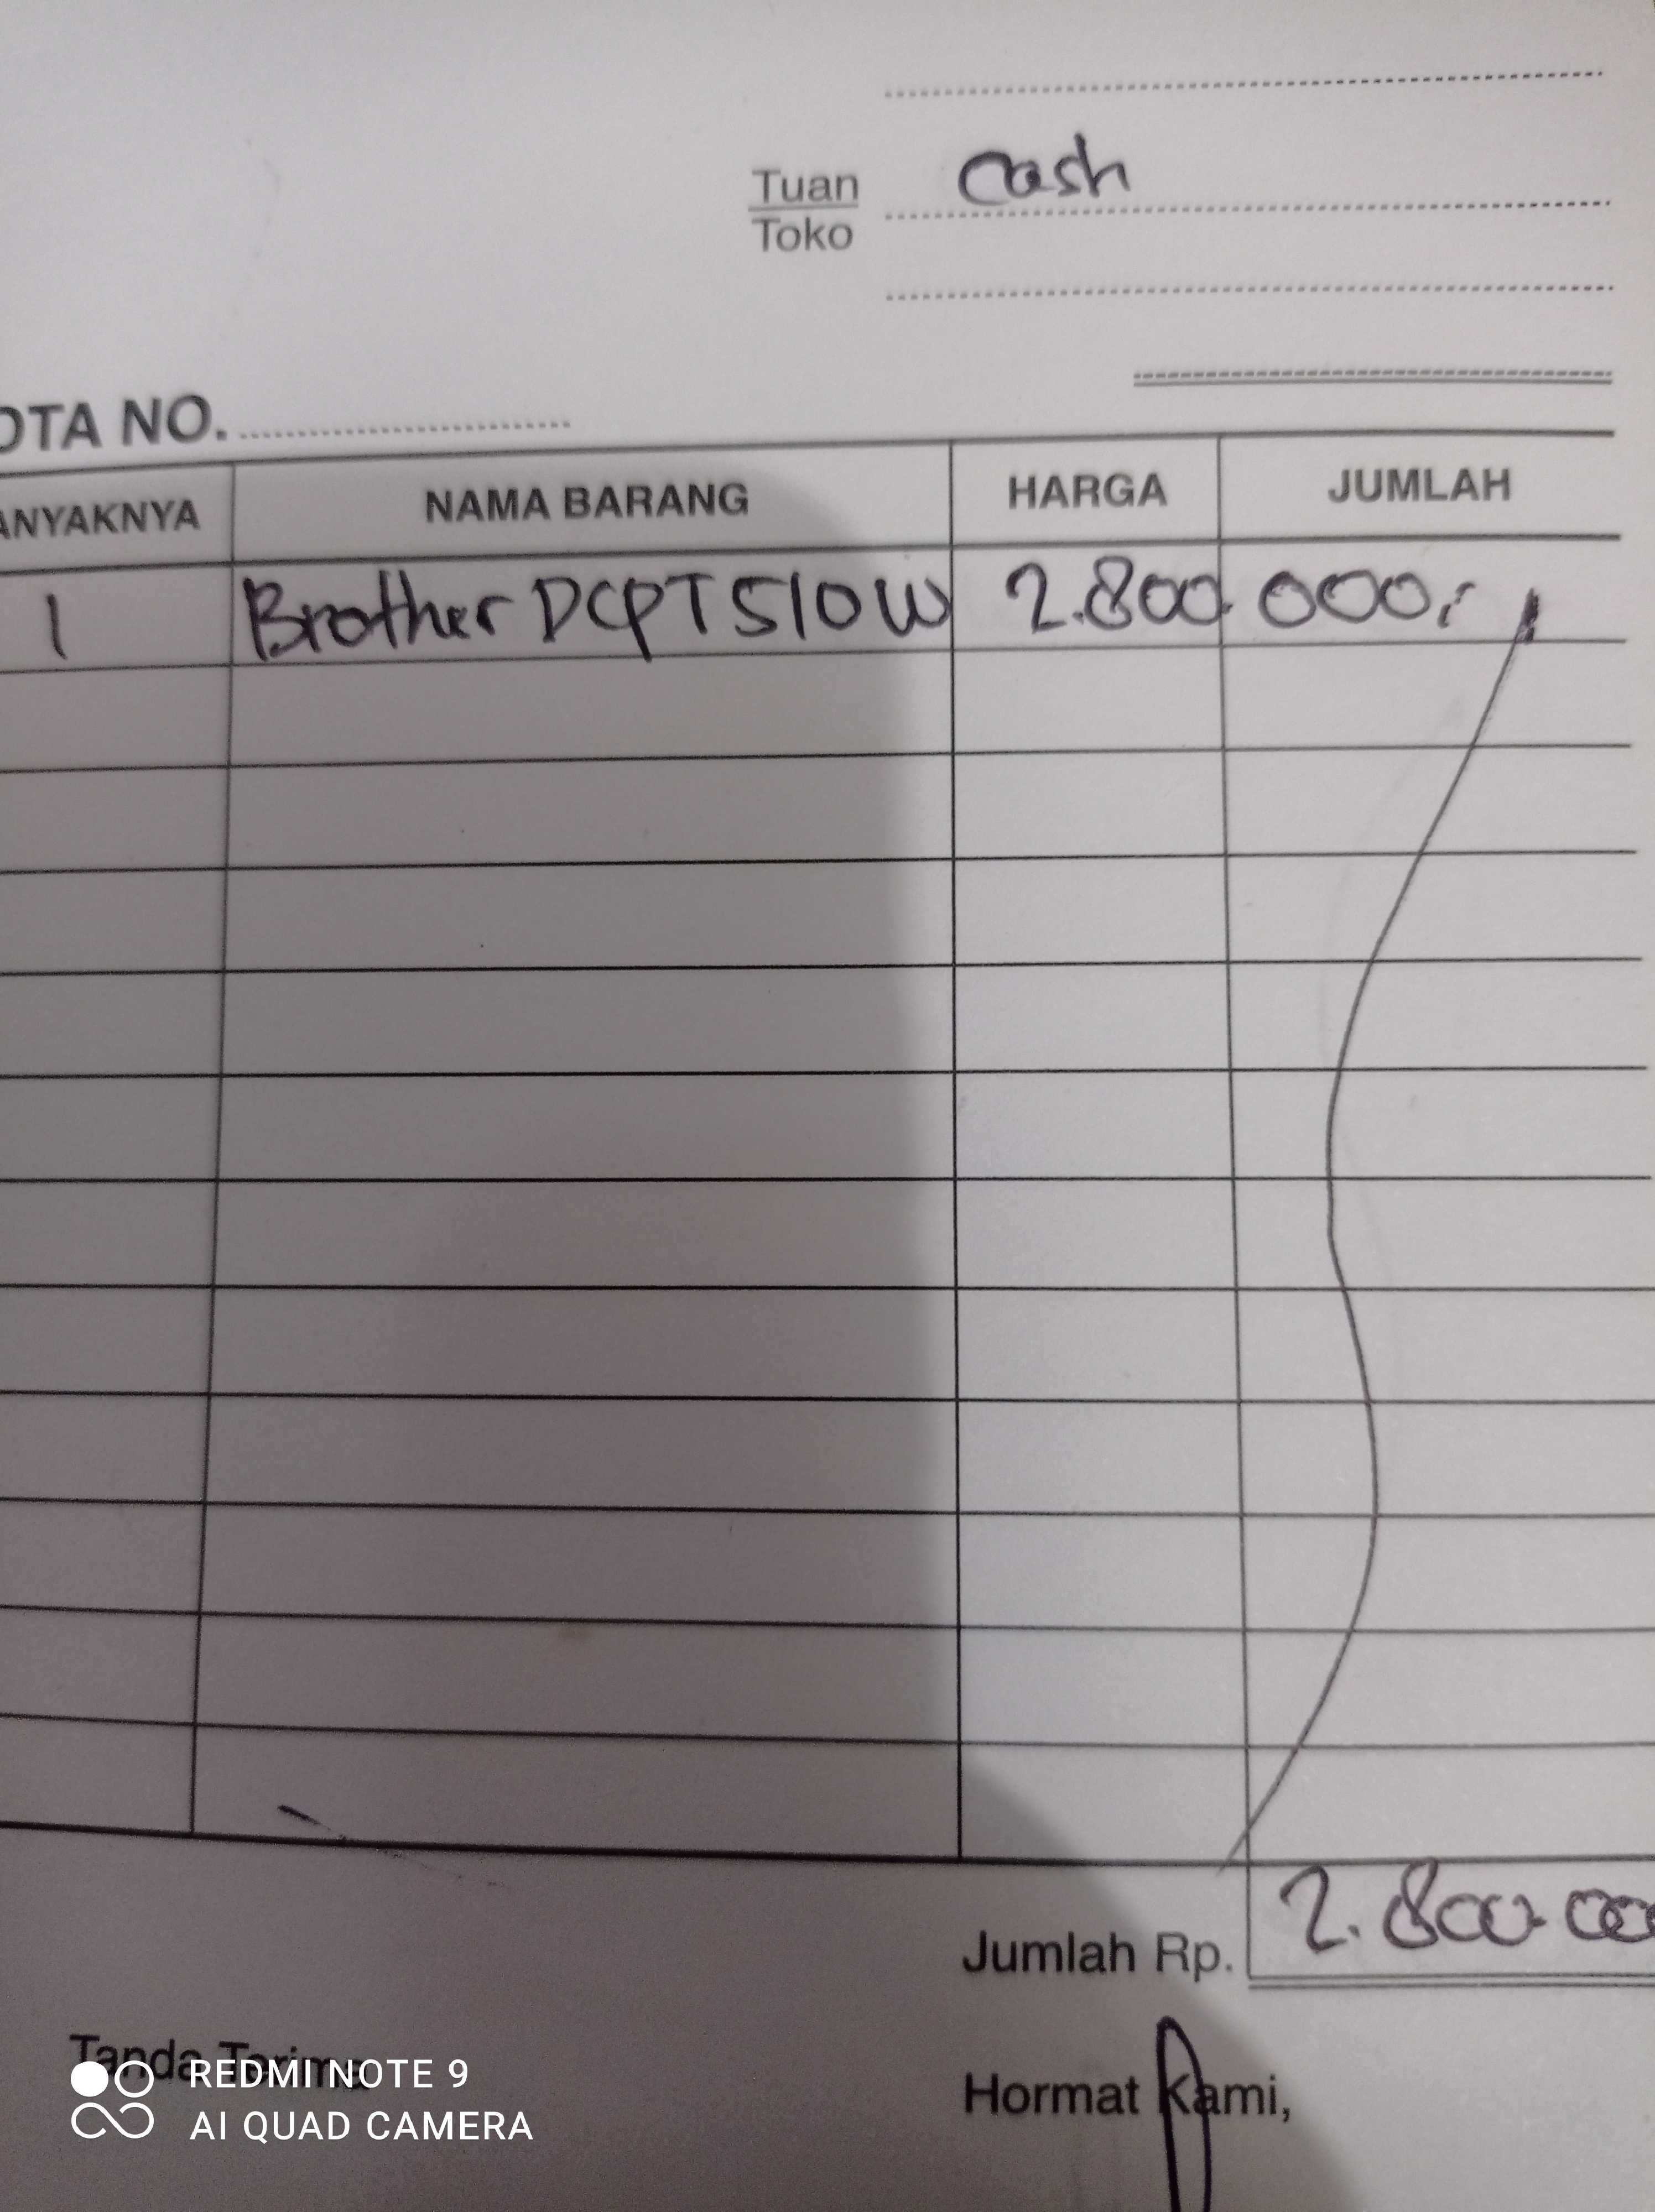 Cash
Tuan
Toko
OTA NO.
ANYAKNYA NAMA BARANG HARGA JUMLAH
1 Brother DCPT510W 2.800.000,-
Jumlah Rp. 2.800.000
Tanda Terima
Hormat Kami,
REDMI NOTE 9
AI QUAD CAMERA